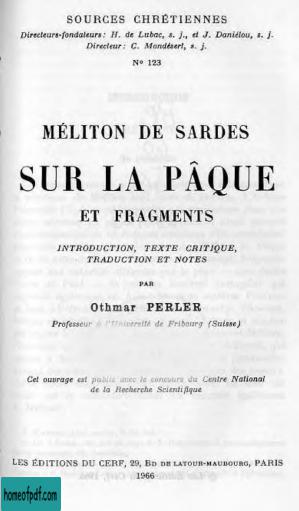 SOURCES CHRÉTIENNES
Directeurs-fondateurs : H. de Lubac, s. j., et J. Daniélou, s. j.
Directeur : C. Mondésert, s. j.
Nº 123
MÉLITON DE SARDES
SUR LA PÂQUE
ET FRAGMENTS
INTRODUCTION, TEXTE CRITIQUE,
TRADUCTION ET NOTES
PAR
Othmar PERLER
Professeur à l'Université de Fribourg (Suisse)
Cet ouvrage est publié avec le concours du Centre National
de la Recherche Scientifique
LES ÉDITIONS DU CERF, 29, BD DE LATOUR-MAUBOURG, PARIS
1966
homeofpdf.com